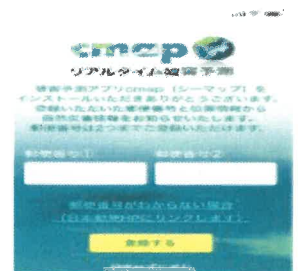 cmap
リアルタイム被害予測
被害予測アプリcmap（シーマップ）を
インストールいただきありがとうございます。
登録いただいた郵便番号と位置情報から
自然災害情報をお知らせいたします。
郵便番号は2つまでご登録いただけます。
郵便番号① 郵便番号②
郵便番号がわからない場合
（日本郵便HPにリンクします）
登録する